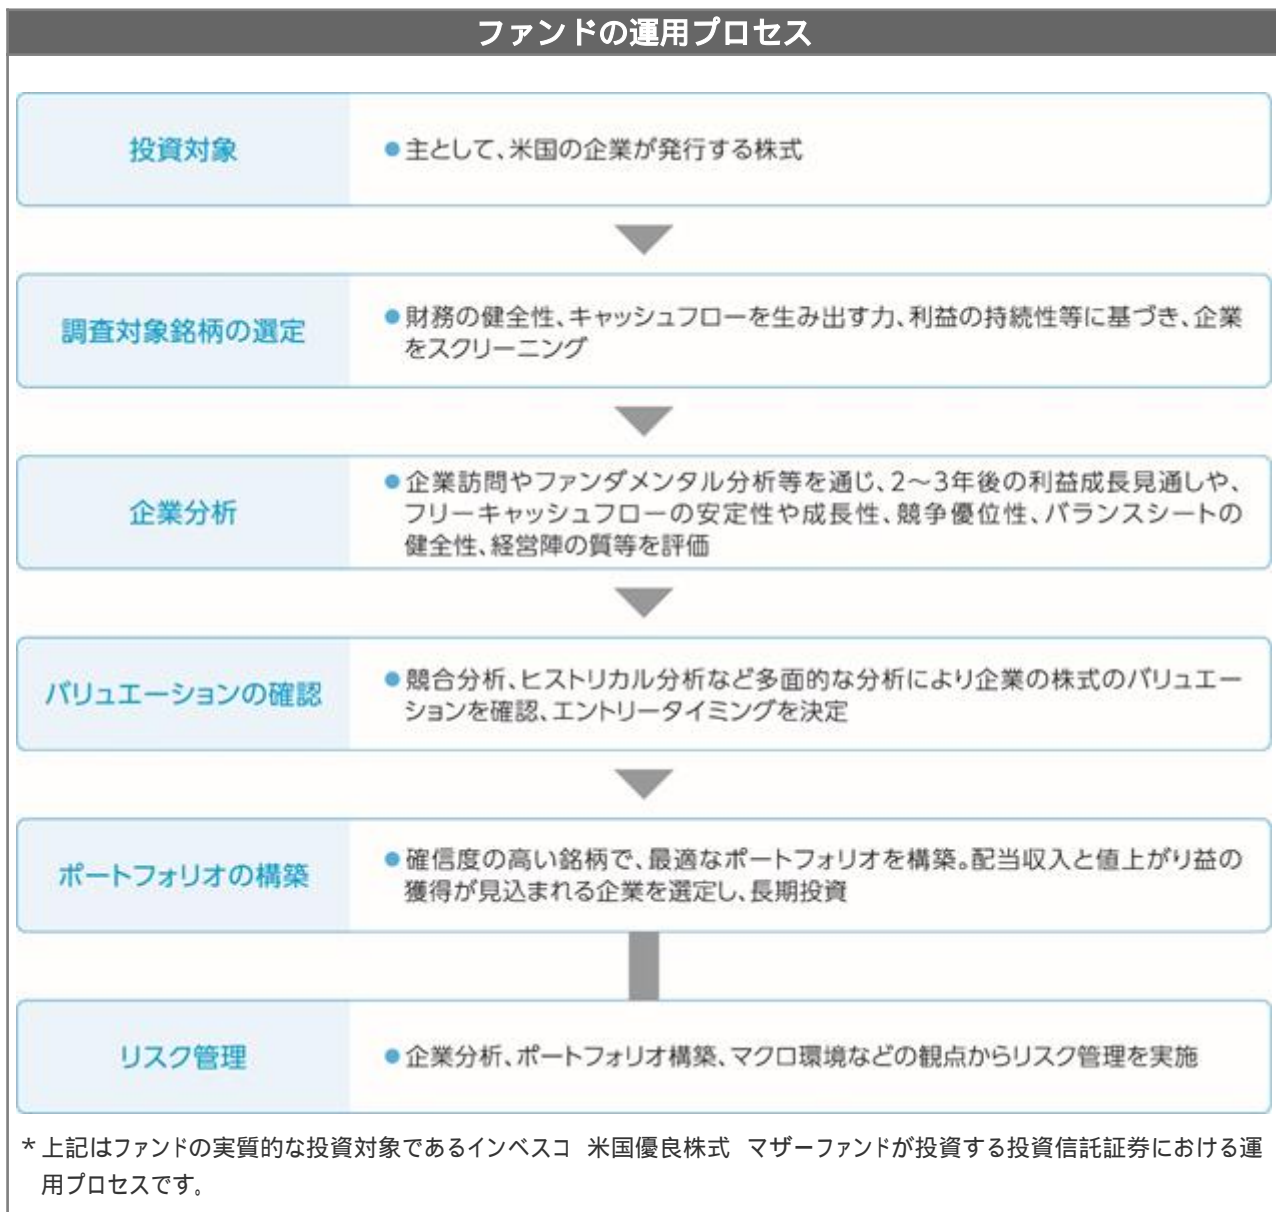 ファンドの運用プロセス
投資対象
●主として、米国の企業が発行する株式
調査対象銘柄の選定
●財務の健全性、キャッシュフローを生み出す力、利益の持続性等に基づき、企業
をスクリーニング
企業分析
●企業訪問やファンダメンタル分析等を通じ、2～3年後の利益成長見通しや、
フリーキャッシュフローの安定性や成長性、競争優位性、バランスシートの
健全性、経営陣の質等を評価
バリュエーションの確認
●競合分析、ヒストリカル分析など多面的な分析により企業の株式のバリュエー
ションを確認、エントリータイミングを決定
ポートフォリオの構築
●確信度の高い銘柄で、最適なポートフォリオを構築。配当収入と値上がり益の
獲得が見込まれる企業を選定し、長期投資
リスク管理
●企業分析、ポートフォリオ構築、マクロ環境などの観点からリスク管理を実施
＊上記はファンドの実質的な投資対象であるインベスコ 米国優良株式 マザーファンドが投資する投資信託証券における運
用プロセスです。